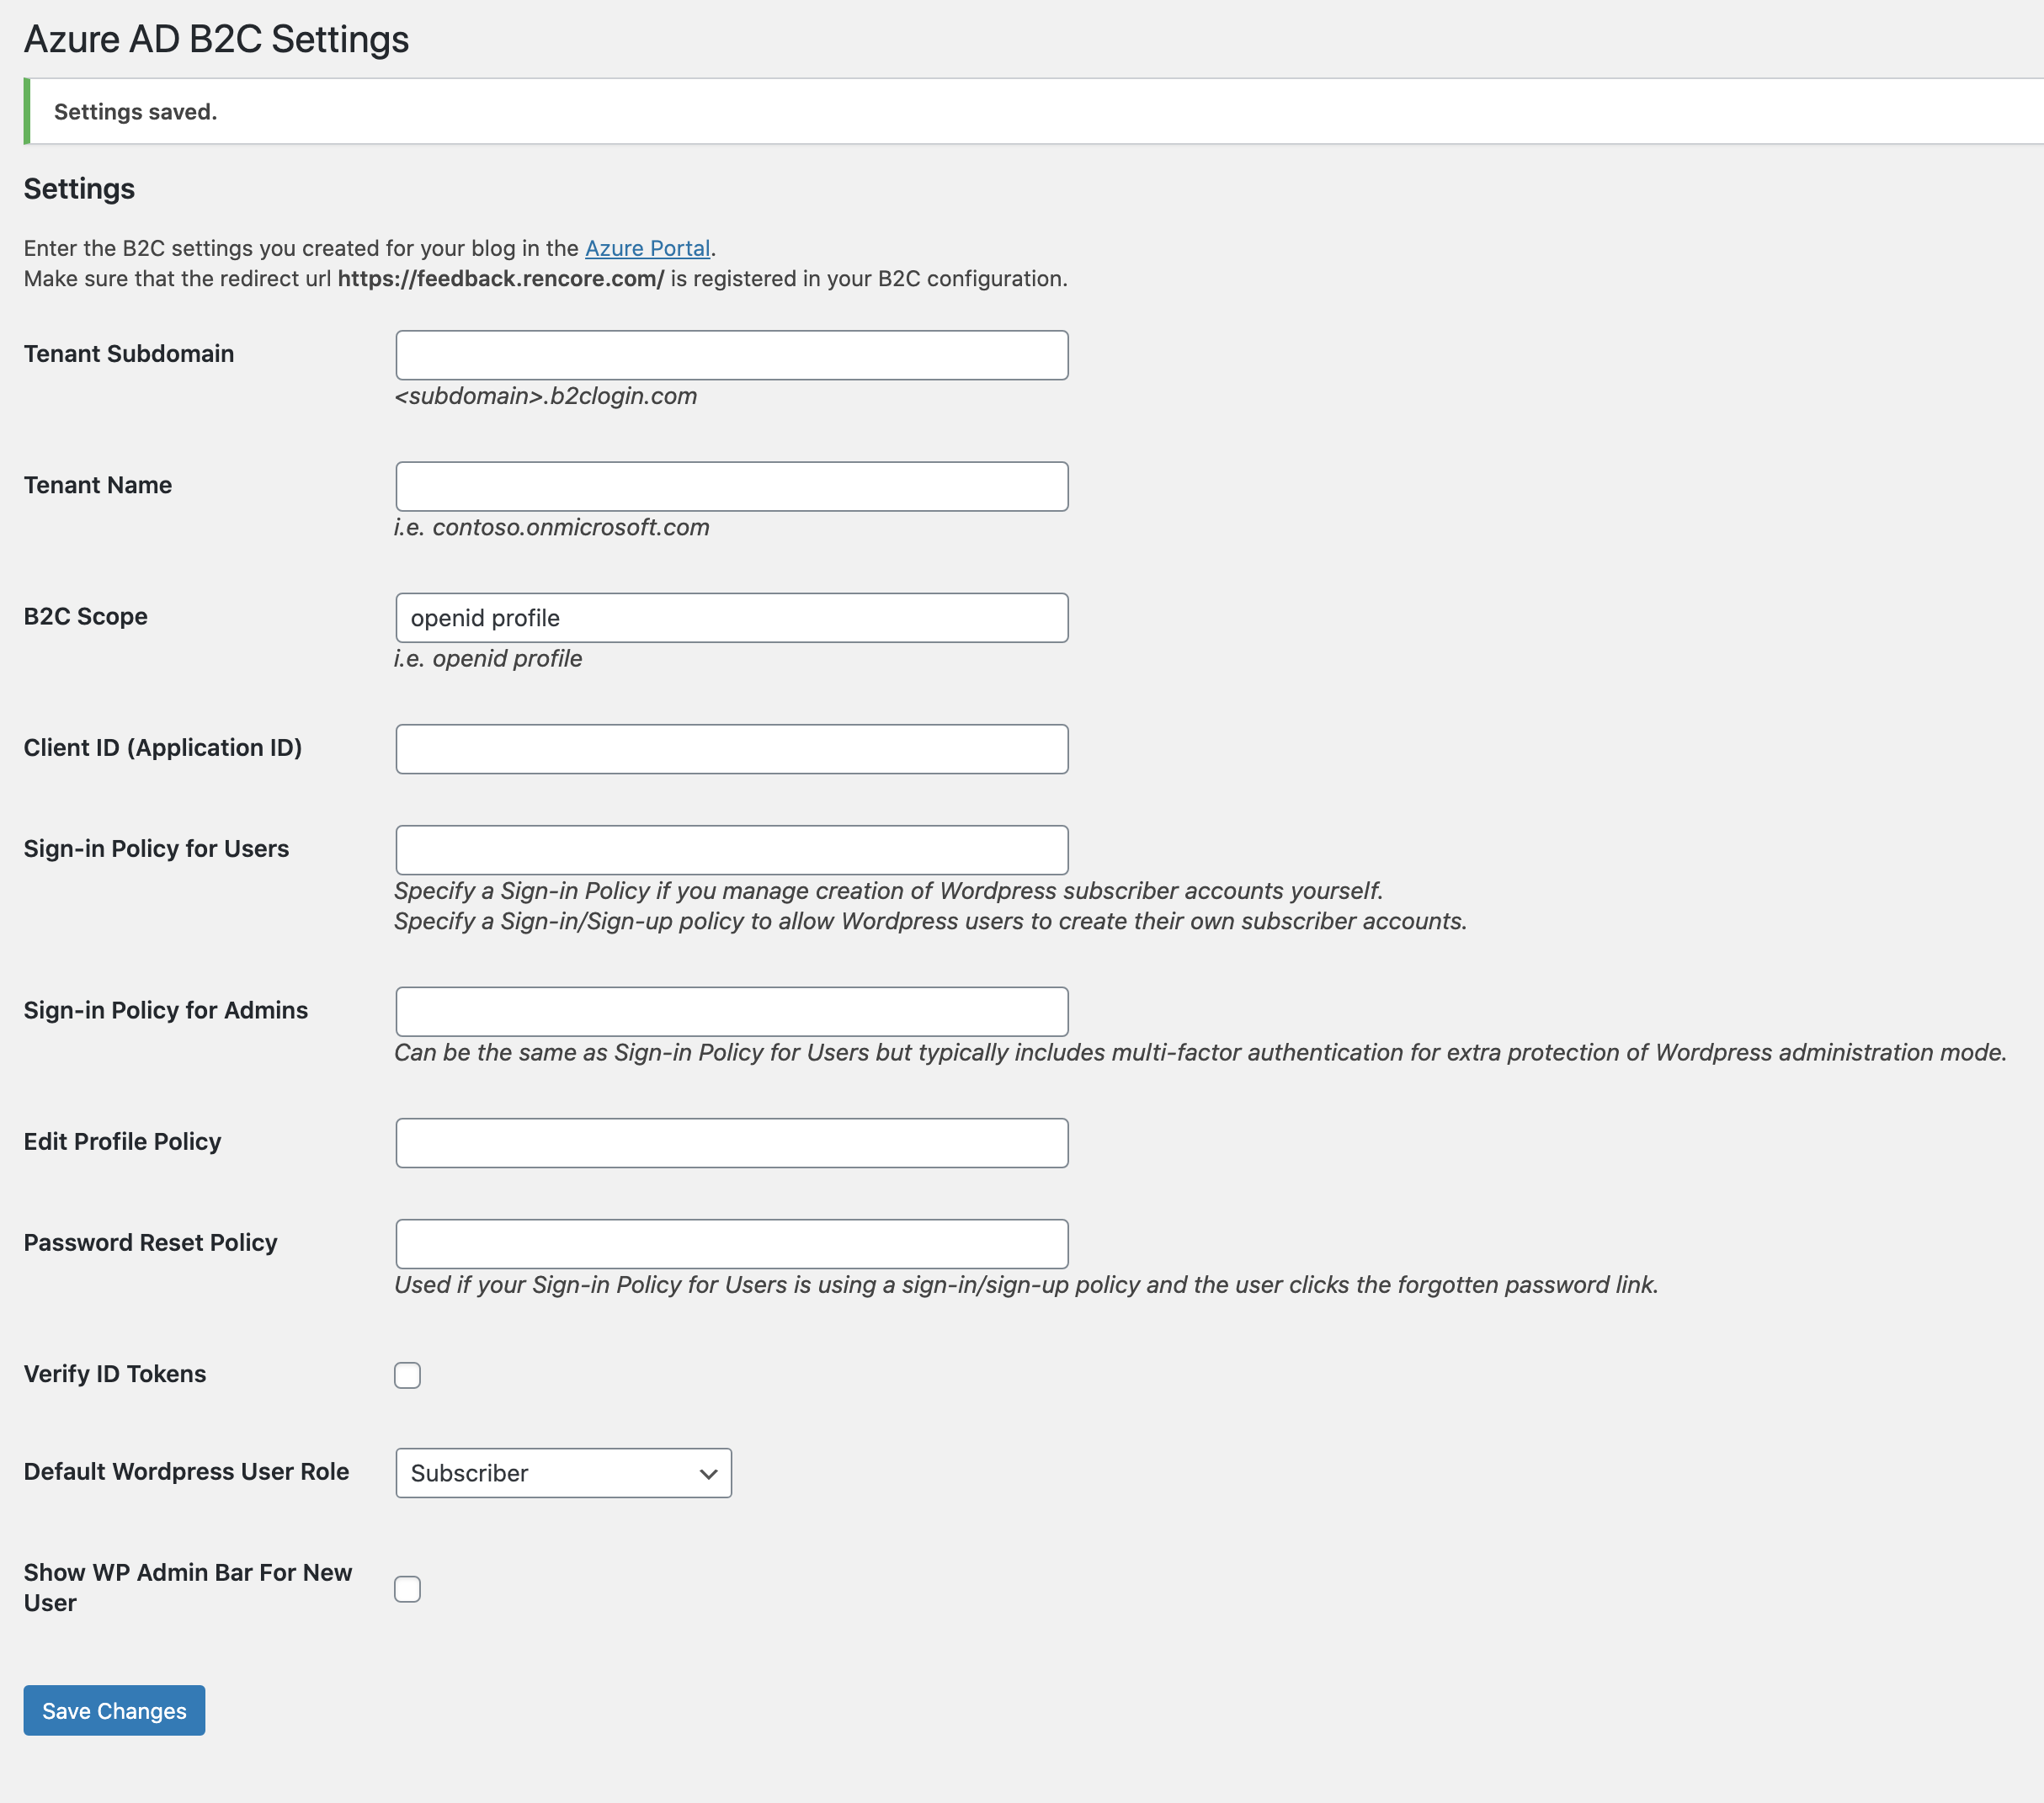 Azure AD B2C Settings
Settings saved.
Settings
Enter the B2C settings you created for your blog in the Azure Portal.
Make sure that the redirect url https://feedback.rencore.com/ is registered in your B2C configuration.
Tenant Subdomain
<subdomain>.b2clogin.com
Tenant Name
i.e. contoso.onmicrosoft.com
B2C Scope
openid profile
i.e. openid profile
Client ID (Application ID)
Sign-in Policy for Users
Specify a Sign-in Policy if you manage creation of Wordpress subscriber accounts yourself.
Specify a Sign-in/Sign-up policy to allow Wordpress users to create their own subscriber accounts.
Sign-in Policy for Admins
Can be the same as Sign-in Policy for Users but typically includes multi-factor authentication for extra protection of Wordpress administration mode.
Edit Profile Policy
Password Reset Policy
Used if your Sign-in Policy for Users is using a sign-in/sign-up policy and the user clicks the forgotten password link.
Verify ID Tokens
Default Wordpress User Role
Subscriber
Show WP Admin Bar For New
User
Save Changes